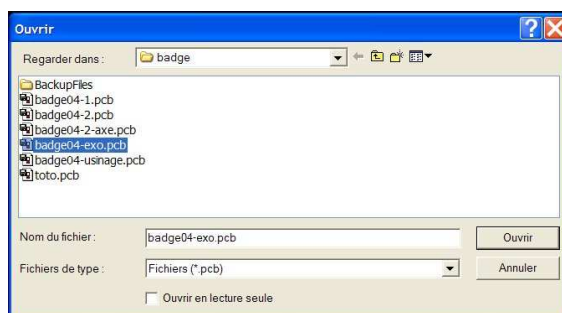 Ouvrir
Regarder dans : badge
BackupFiles
badge04-1.pcb
badge04-2.pcb
badge04-2-axe.pcb
badge04-exo.pcb
badge04-usinage.pcb
toto.pcb
Nom du fichier : badge04-exo.pcb Ouvrir
Fichiers de type : Fichiers (*.pcb) Annuler
Ouvrir en lecture seule